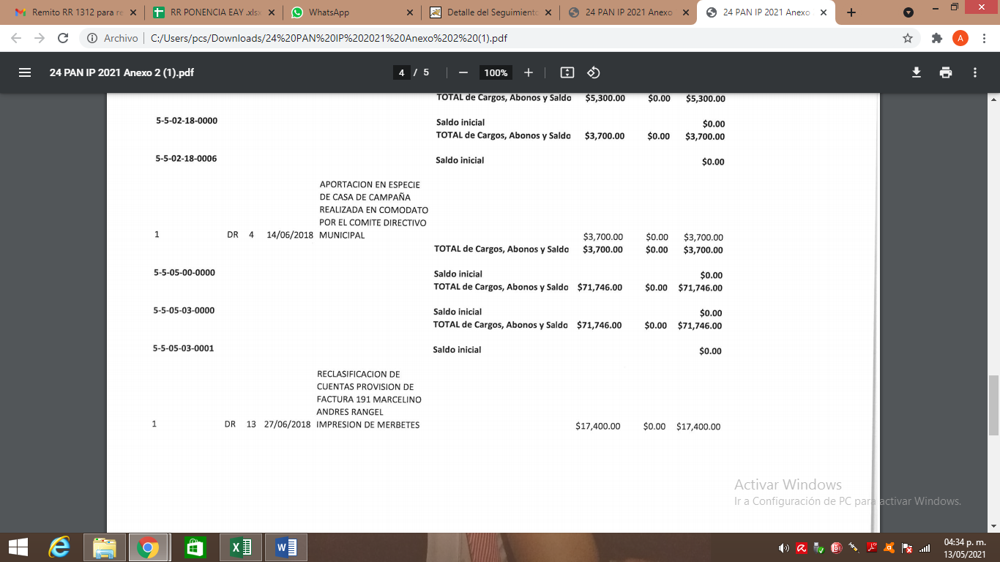 Remito RR 1312 para re
RR PONENCIA EAY .xlsx
WhatsApp
Detalle del Seguimiento
24 PAN IP 2021 Anexo
24 PAN IP 2021 Anexo
Archivo C:/Users/pcs/Downloads/24%20PAN%20IP%202021%20Anexo%202%20(1).pdf
A
24 PAN IP 2021 Anexo 2 (1).pdf
4 / 5
100%
TOTAL de Cargos, Abonos y Saldo $5,300.00 $0.00 $5,300.00
5-5-02-18-0000 Saldo inicial $0.00
TOTAL de Cargos, Abonos y Saldo $3,700.00 $0.00 $3,700.00
5-5-02-18-0006 Saldo inicial $0.00
APORTACION EN ESPECIE
DE CASA DE CAMPAÑA
REALIZADA EN COMODATO
POR EL COMITE DIRECTIVO
1 DR 4 14/06/2018 MUNICIPAL $3,700.00 $0.00 $3,700.00
TOTAL de Cargos, Abonos y Saldo $3,700.00 $0.00 $3,700.00
5-5-05-00-0000 Saldo inicial $0.00
TOTAL de Cargos, Abonos y Saldo $71,746.00 $0.00 $71,746.00
5-5-05-03-0000 Saldo inicial $0.00
TOTAL de Cargos, Abonos y Saldo $71,746.00 $0.00 $71,746.00
5-5-05-03-0001 Saldo inicial $0.00
RECLASIFICACION DE
CUENTAS PROVISION DE
FACTURA 191 MARCELINO
ANDRES RANGEL
1 DR 13 27/06/2018 IMPRESION DE MERBETES $17,400.00 $0.00 $17,400.00
Activar Windows
Ir a Configuración de PC para activar Windows.
04:34 p. m.
13/05/2021